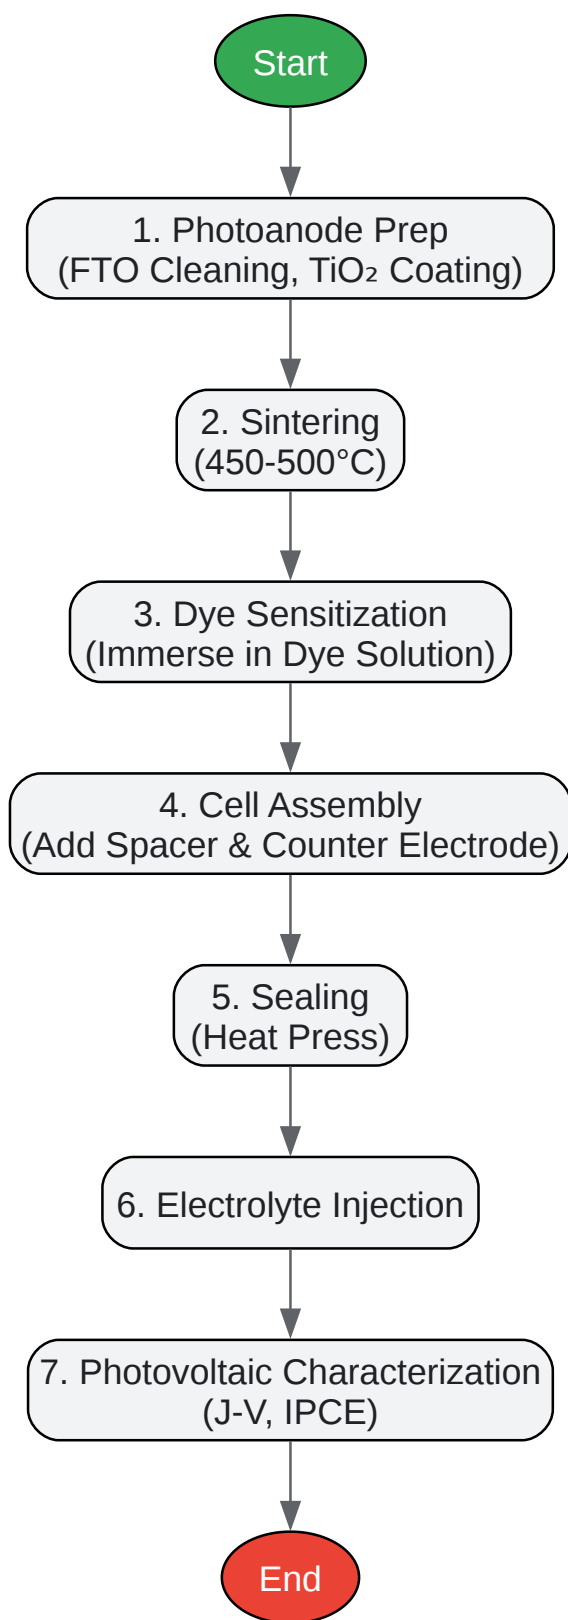 Start
1. Photoanode Prep
(FTO Cleaning, TiO₂ Coating)
2. Sintering
(450-500°C)
3. Dye Sensitization
(Immerse in Dye Solution)
4. Cell Assembly
(Add Spacer & Counter Electrode)
5. Sealing
(Heat Press)
6. Electrolyte Injection
7. Photovoltaic Characterization
(J-V, IPCE)
End